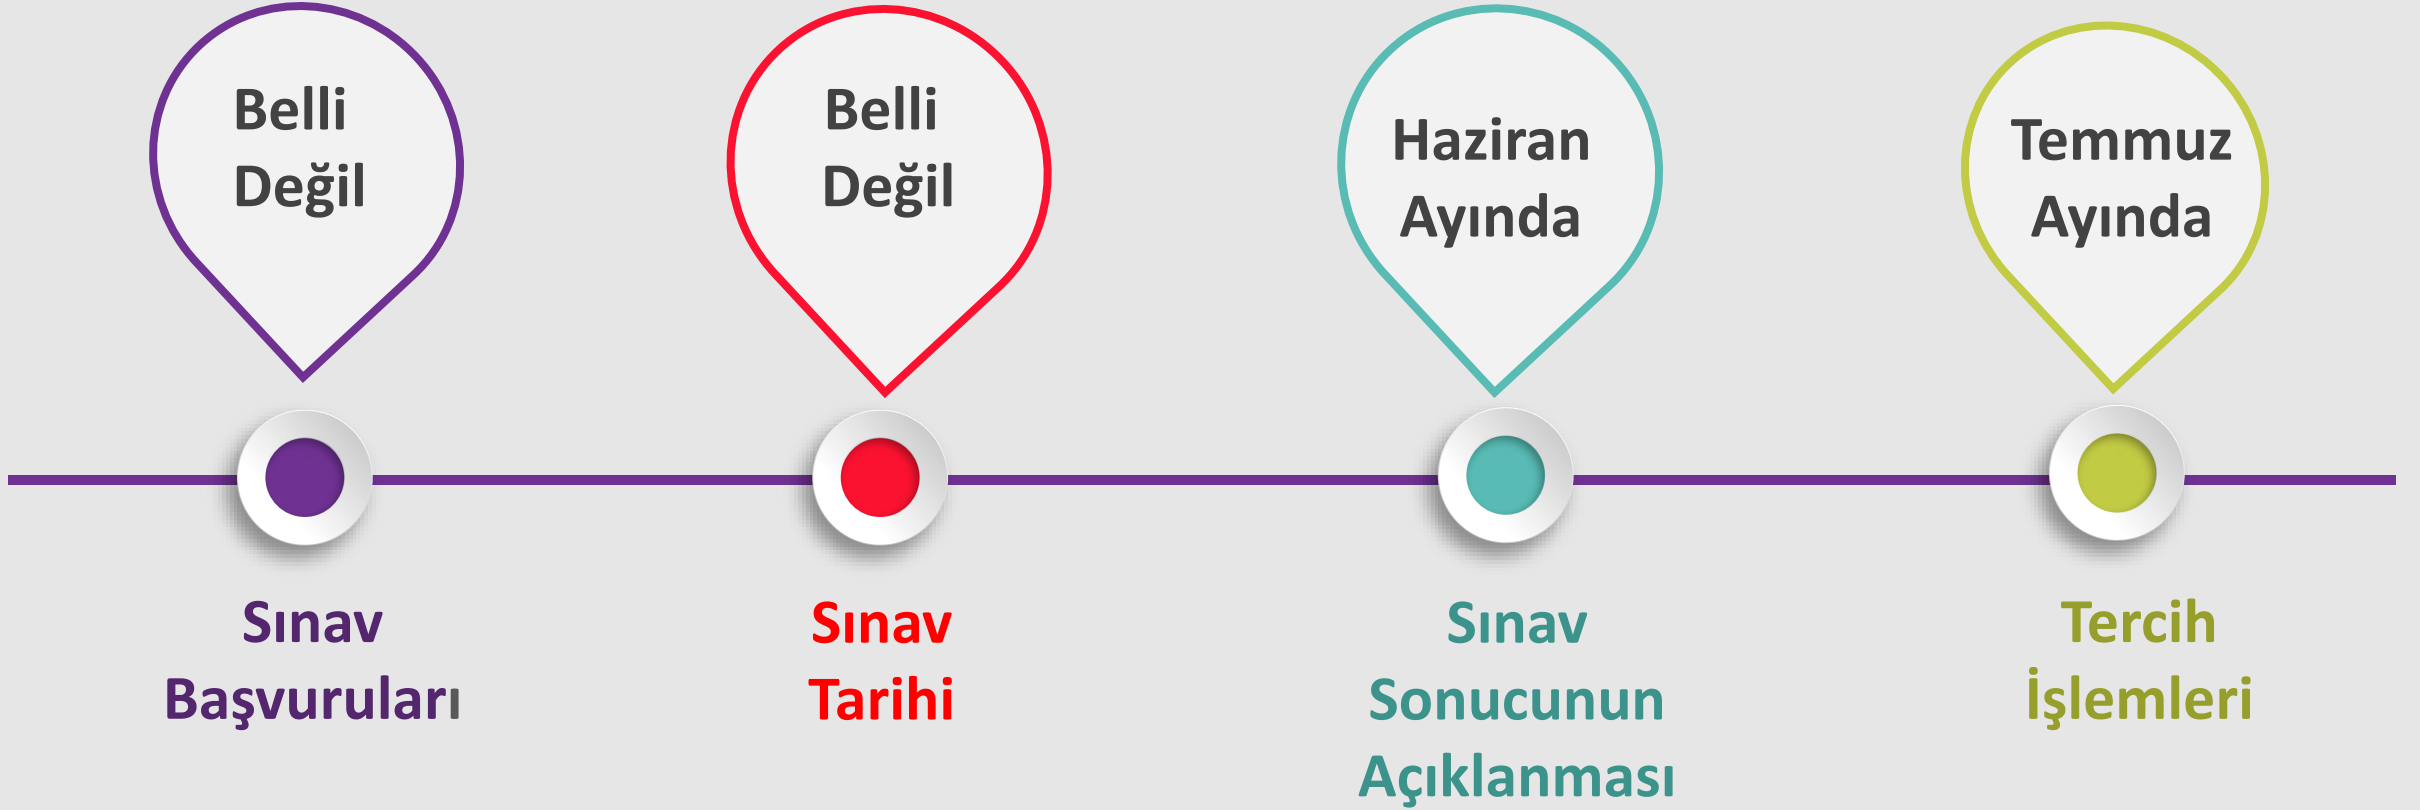 Belli
Değil
Belli
Değil
Haziran
Ayında
Temmuz
Ayında
Sınav
Başvuruları
Sınav
Tarihi
Sınav
Sonucunun
Açıklanması
Tercih
İşlemleri